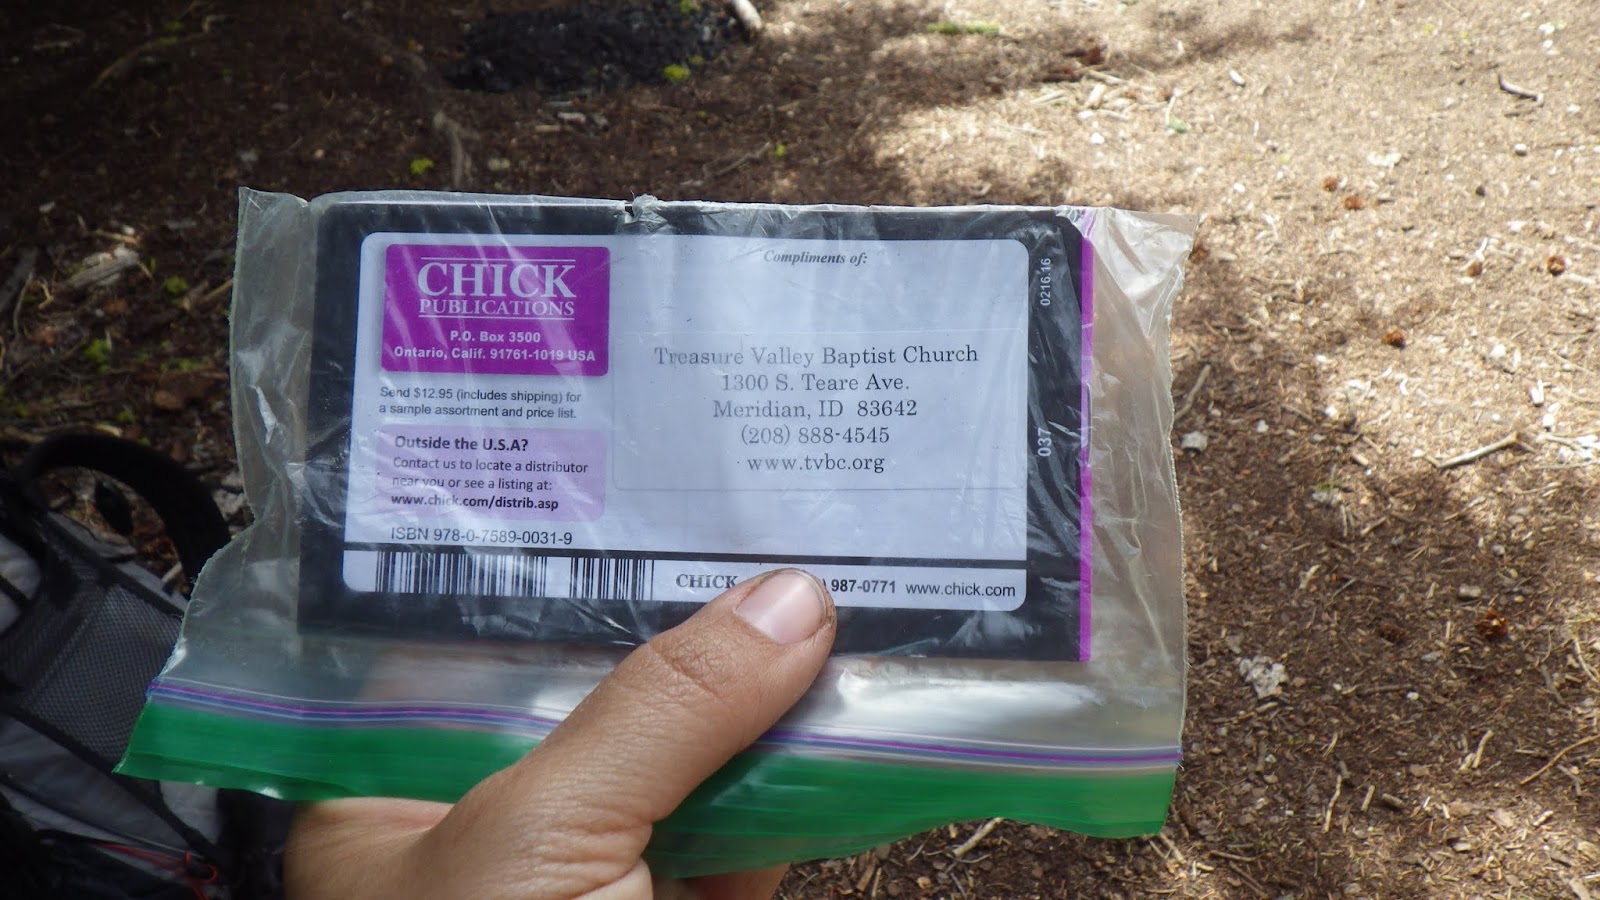 CHICK
PUBLICATIONS
P.O. Box 3500
Ontario, Calif. 91761-1019 USA
Send $12.95 (includes shipping) for
a sample assortment and price list.
Outside the U.S.A?
Contact us to locate a distributor
near you or see a listing at:
www.chick.com/distrib.asp
ISBN 978-0-7589-0031-9
Compliments of:
Treasure Valley Baptist Church
1300 S. Teare Ave.
Meridian, ID 83642
(208) 888-4545
www.tvbc.org
CHICK ) 987-0771 www.chick.com
0216.16
037